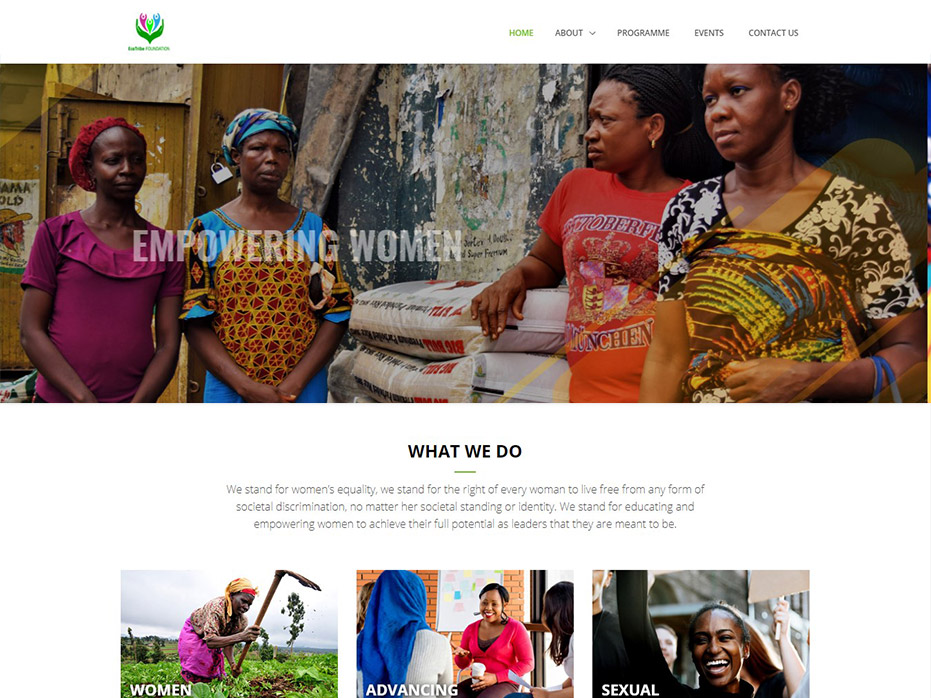 EvaTribe FOUNDATION
HOME
ABOUT
PROGRAMME
EVENTS
CONTACT US
EMPOWERING WOMEN
WHAT WE DO
We stand for women's equality, we stand for the right of every woman to live free from any form of
societal discrimination, no matter her societal standing or identity. We stand for educating and
empowering women to achieve their full potential as leaders that they are meant to be.
WOMEN
ADVANCING
SEXUAL